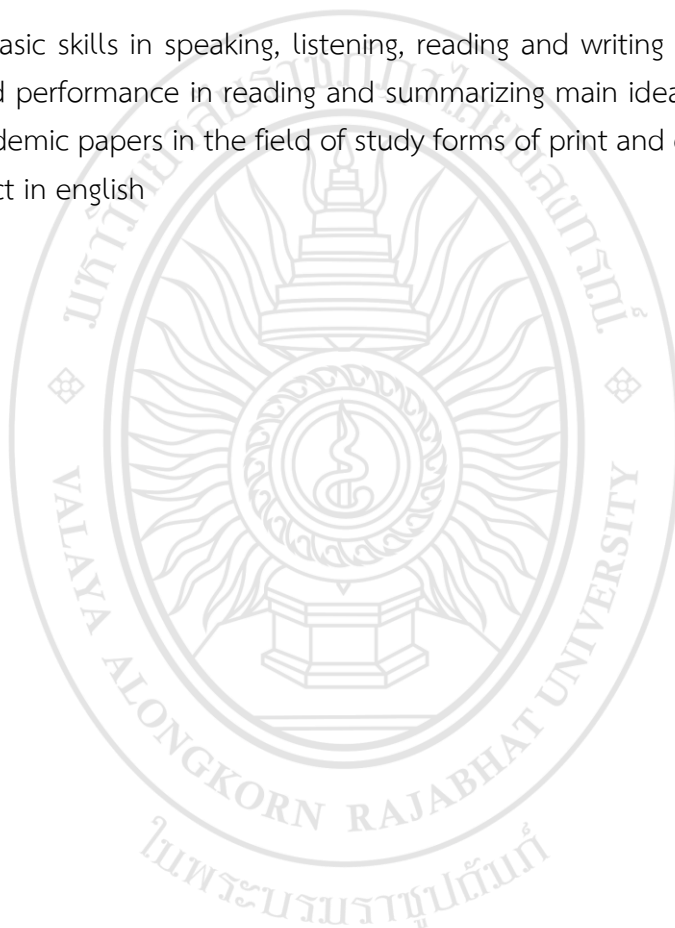 asic skills in speaking, listening, reading and writing
d performance in reading and summarizing main idea
demic papers in the field of study forms of print and
ct in english
มหาวิทยาลัยราชภัฏวไลยอลงกรณ์
VALAYA ALONGKORN RAJABHAT UNIVERSITY
ในพระบรมราชูปถัมภ์